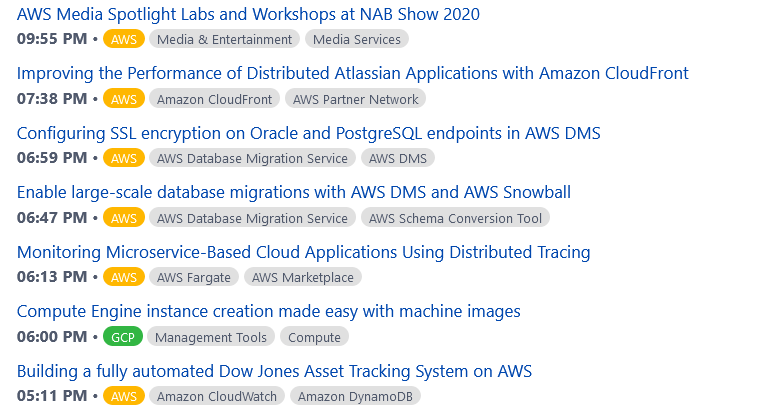 AWS Media Spotlight Labs and Workshops at NAB Show 2020
09:55 PM • AWS Media & Entertainment Media Services
Improving the Performance of Distributed Atlassian Applications with Amazon CloudFront
07:38 PM • AWS Amazon CloudFront AWS Partner Network
Configuring SSL encryption on Oracle and PostgreSQL endpoints in AWS DMS
06:59 PM • AWS AWS Database Migration Service AWS DMS
Enable large-scale database migrations with AWS DMS and AWS Snowball
06:47 PM • AWS AWS Database Migration Service AWS Schema Conversion Tool
Monitoring Microservice-Based Cloud Applications Using Distributed Tracing
06:13 PM • AWS AWS Fargate AWS Marketplace
Compute Engine instance creation made easy with machine images
06:00 PM • GCP Management Tools Compute
Building a fully automated Dow Jones Asset Tracking System on AWS
05:11 PM • AWS Amazon CloudWatch Amazon DynamoDB